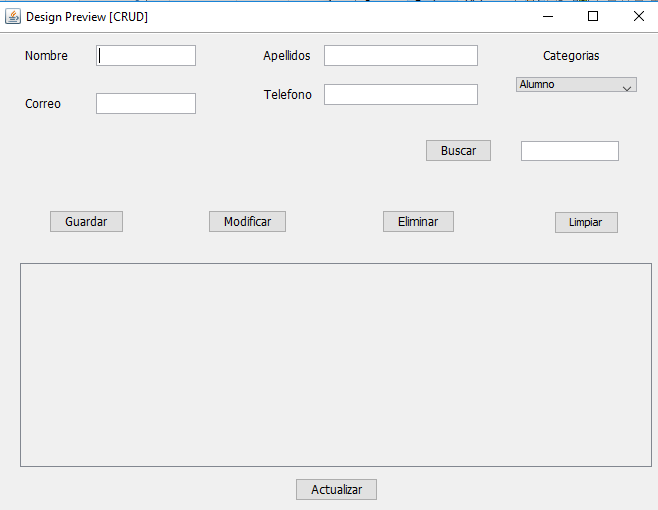 Design Preview [CRUD]
Nombre
Apellidos
Categorias
Alumno
Correo
Telefono
Buscar
Guardar
Modificar
Eliminar
Limpiar
Actualizar